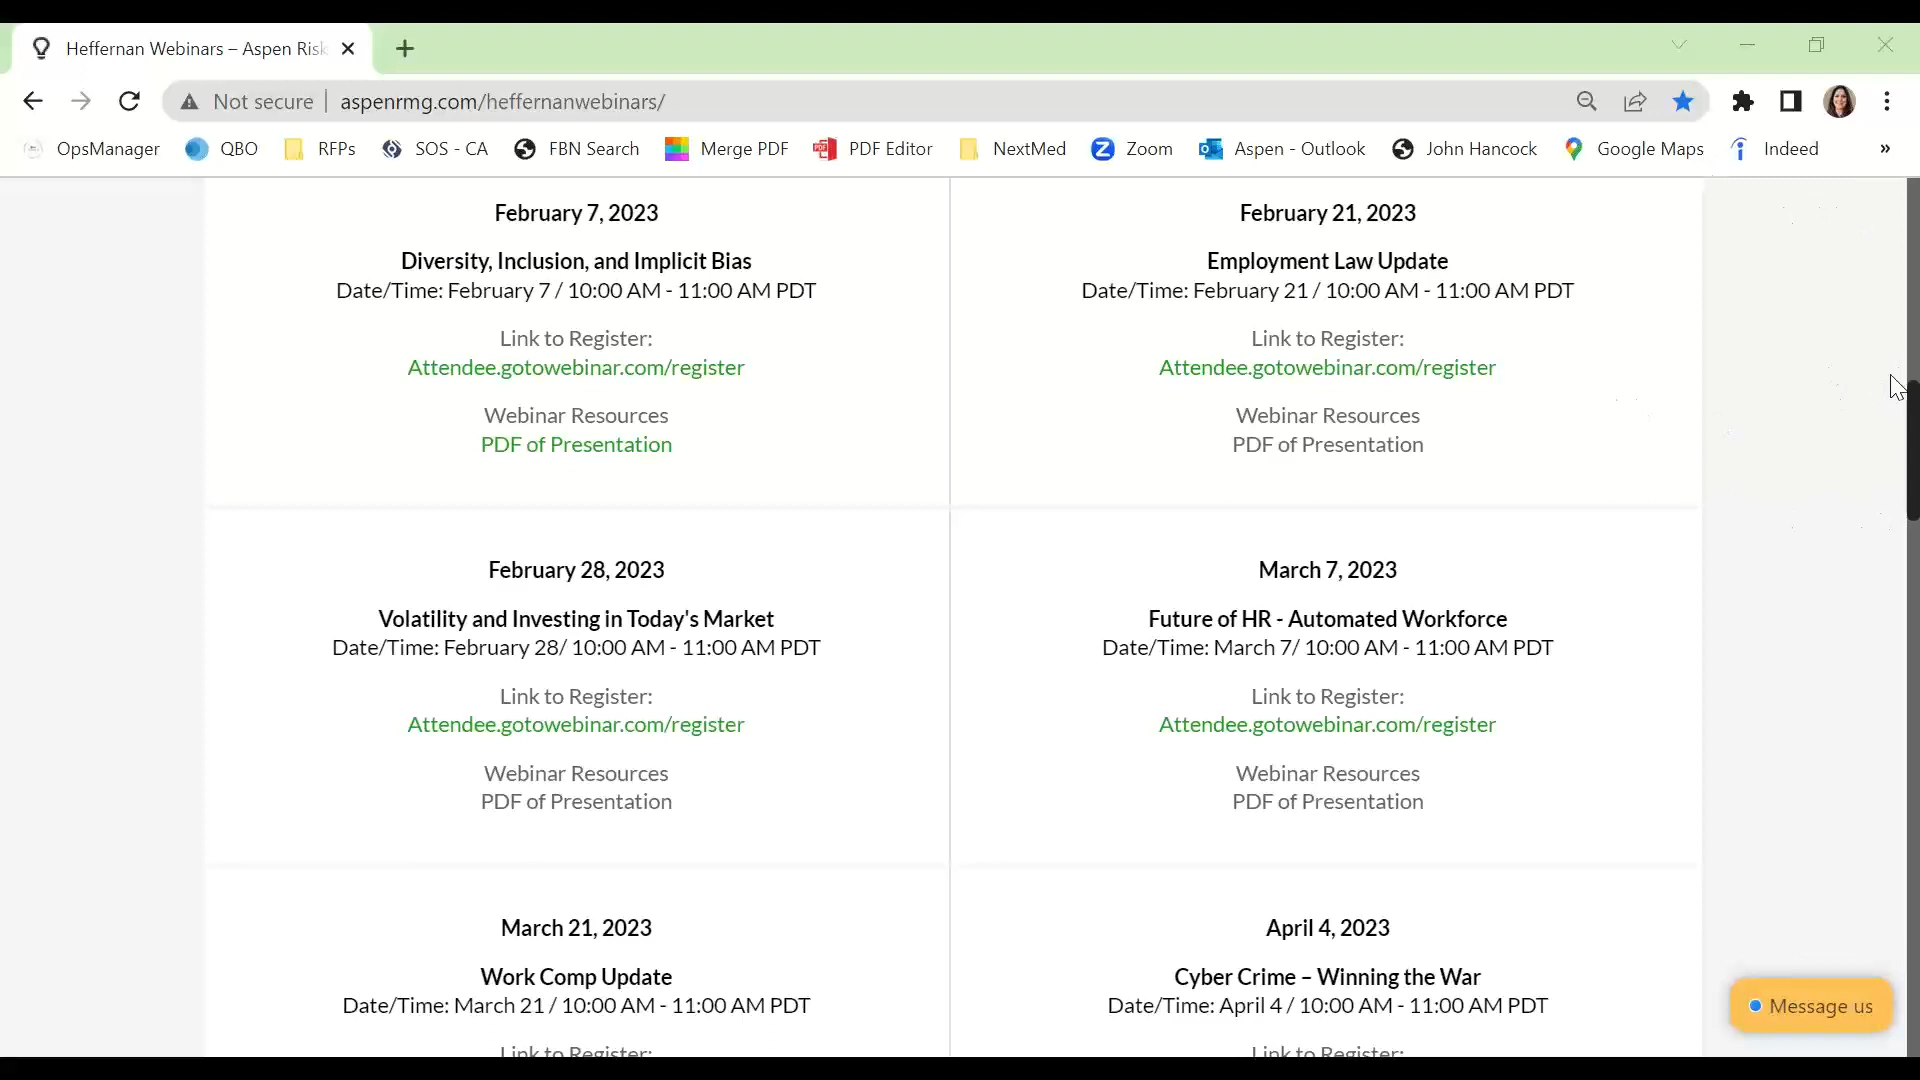 Heffernan Webinars – Aspen Risk
Not secure
aspenrmg.com/heffernanwebinars/
OpsManager
QBO
RFPs
SOS - CA
FBN Search
Merge PDF
PDF Editor
NextMed
Zoom
Aspen - Outlook
John Hancock
Google Maps
Indeed
»
February 7, 2023
Diversity, Inclusion, and Implicit Bias
Date/Time: February 7 / 10:00 AM - 11:00 AM PDT
Link to Register:
Attendee.gotowebinar.com/register
Webinar Resources
PDF of Presentation
February 21, 2023
Employment Law Update
Date/Time: February 21 / 10:00 AM - 11:00 AM PDT
Link to Register:
Attendee.gotowebinar.com/register
Webinar Resources
PDF of Presentation
February 28, 2023
Volatility and Investing in Today's Market
Date/Time: February 28/ 10:00 AM - 11:00 AM PDT
Link to Register:
Attendee.gotowebinar.com/register
Webinar Resources
PDF of Presentation
March 7, 2023
Future of HR - Automated Workforce
Date/Time: March 7/ 10:00 AM - 11:00 AM PDT
Link to Register:
Attendee.gotowebinar.com/register
Webinar Resources
PDF of Presentation
March 21, 2023
Work Comp Update
Date/Time: March 21 / 10:00 AM - 11:00 AM PDT
Link to Register:
April 4, 2023
Cyber Crime – Winning the War
Date/Time: April 4 / 10:00 AM - 11:00 AM PDT
Link to Register:
Message us